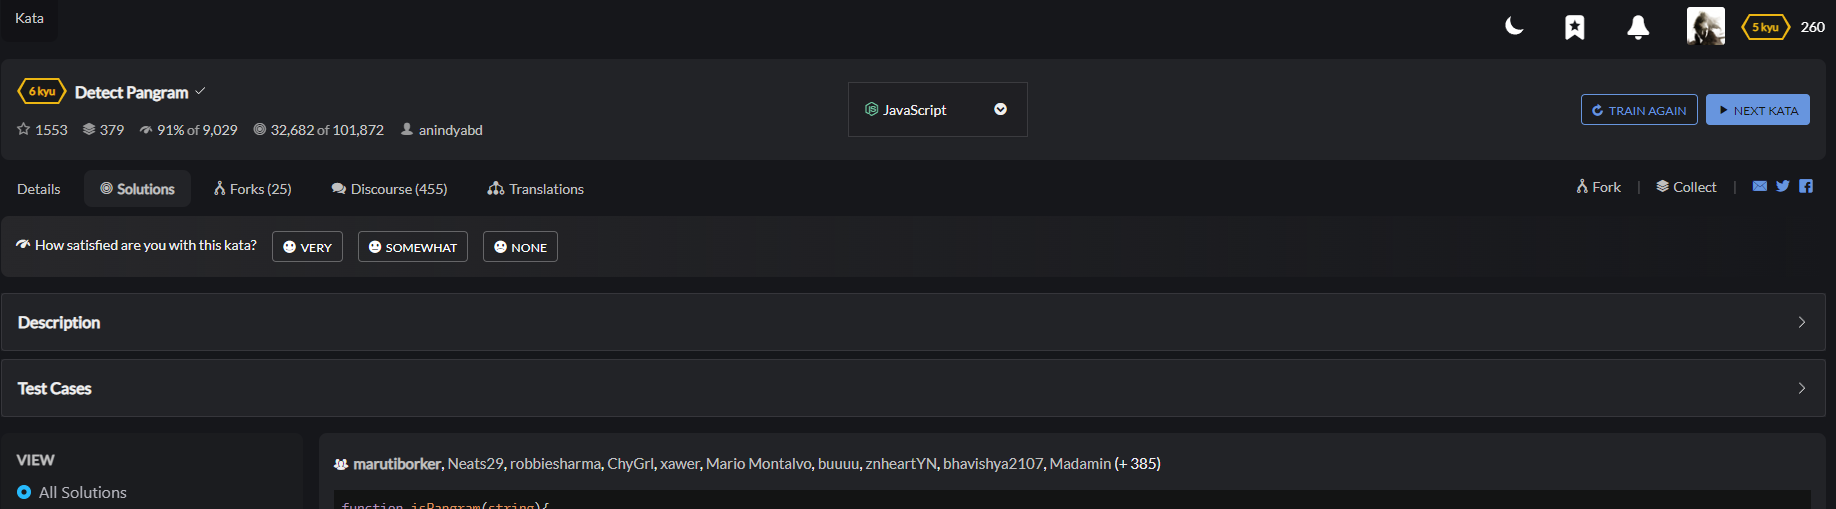 Kata
5 kyu 260
6 kyu Detect Pangram
JavaScript
TRAIN AGAIN
NEXT KATA
1553 379 91% of 9,029 32,682 of 101,872 anindyabd
Details Solutions Forks (25) Discourse (455) Translations
Fork | Collect |
How satisfied are you with this kata? VERY SOMEWHAT NONE
Description
Test Cases
VIEW
All Solutions
marutiborker, Neats29, robbiesharma, ChyGrl, xawer, Mario Montalvo, buuuu, znheartYN, bhavishya2107, Madamin (+ 385)
function isPangram(string){